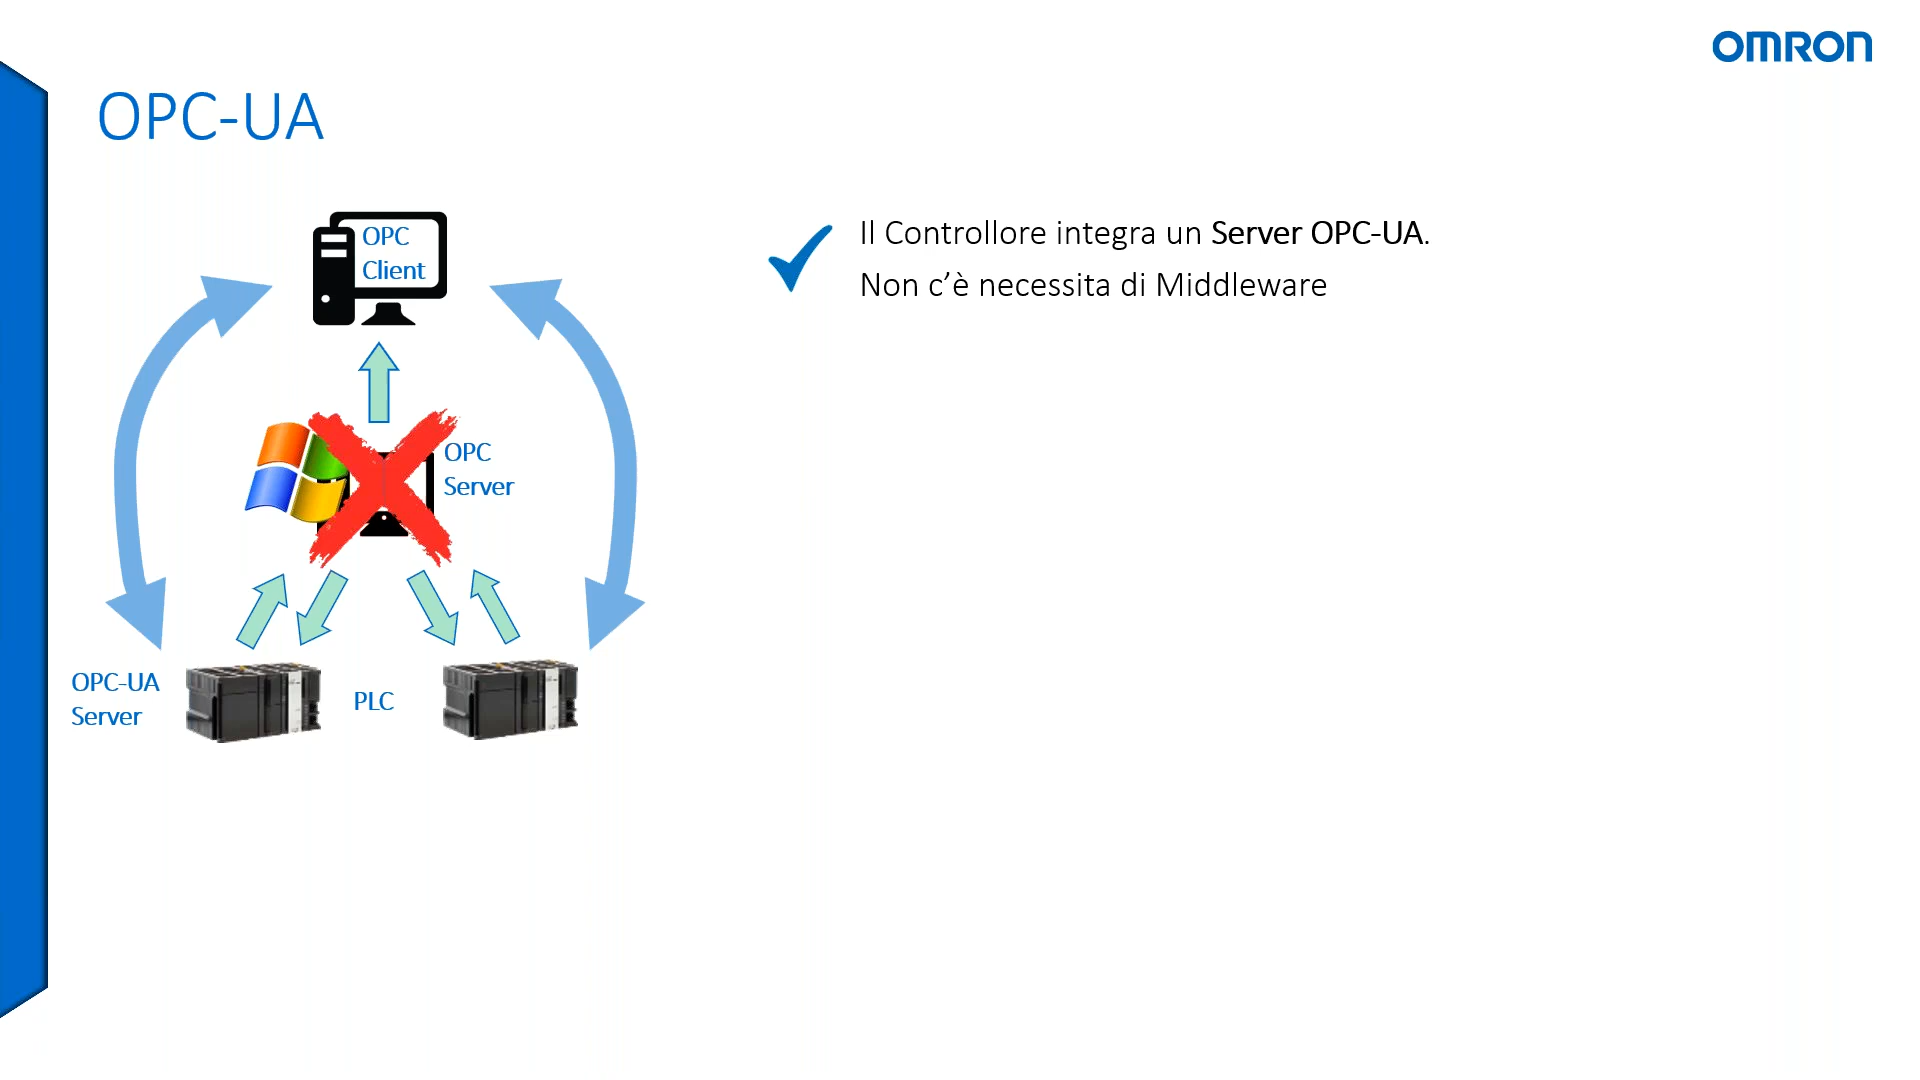 OMRON
OPC-UA
OPC
Client
Il Controllore integra un Server OPC-UA.
Non c’è necessita di Middleware
OPC
Server
OPC-UA
Server
PLC